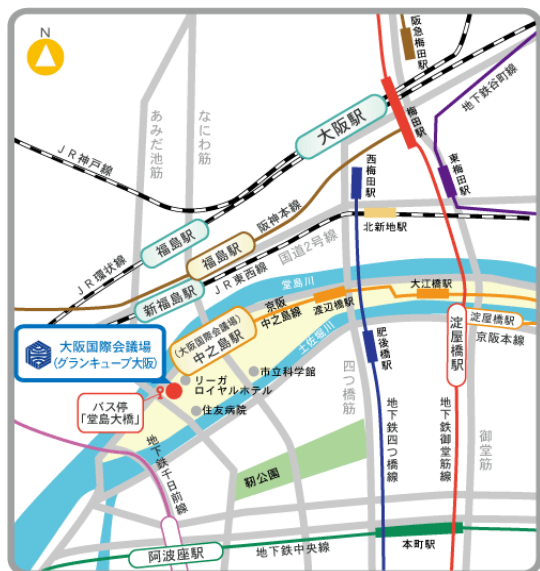 N
阪急梅田駅
地下鉄谷町線
大阪駅
梅田駅
なにわ筋
あみだ池筋
JR神戸線
西梅田駅
東梅田駅
阪神本線
北新地駅
福島駅
福島駅
国道2号線
JR環状線
JR東西線
新福島駅
堂島川
大江橋駅
京阪
中之島線
渡辺橋駅
(大阪国際会議場)
中之島駅
土佐堀川
淀屋橋駅
淀屋橋駅
京阪本線
大阪国際会議場
(グランキューブ大阪)
肥後橋駅
市立科学館
リーガ
ロイヤルホテル
四つ橋筋
バス停
「堂島大橋」
住友病院
地下鉄四つ橋線
地下鉄御堂筋線
御堂筋
地下鉄千日前線
靭公園
本町駅
阿波座駅
地下鉄中央線